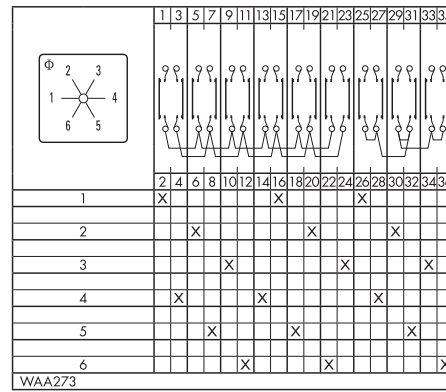 1 3 5 7 9 11 13 15 17 19 21 23 25 27 29 31 33
Φ
2 3
1 4
6 5
2 4 6 8 10 12 14 16 18 20 22 24 26 28 30 32 34
1 X X X
2 X X X
3 X X X
4 X X X
5 X X X
6 X X X
WAA273